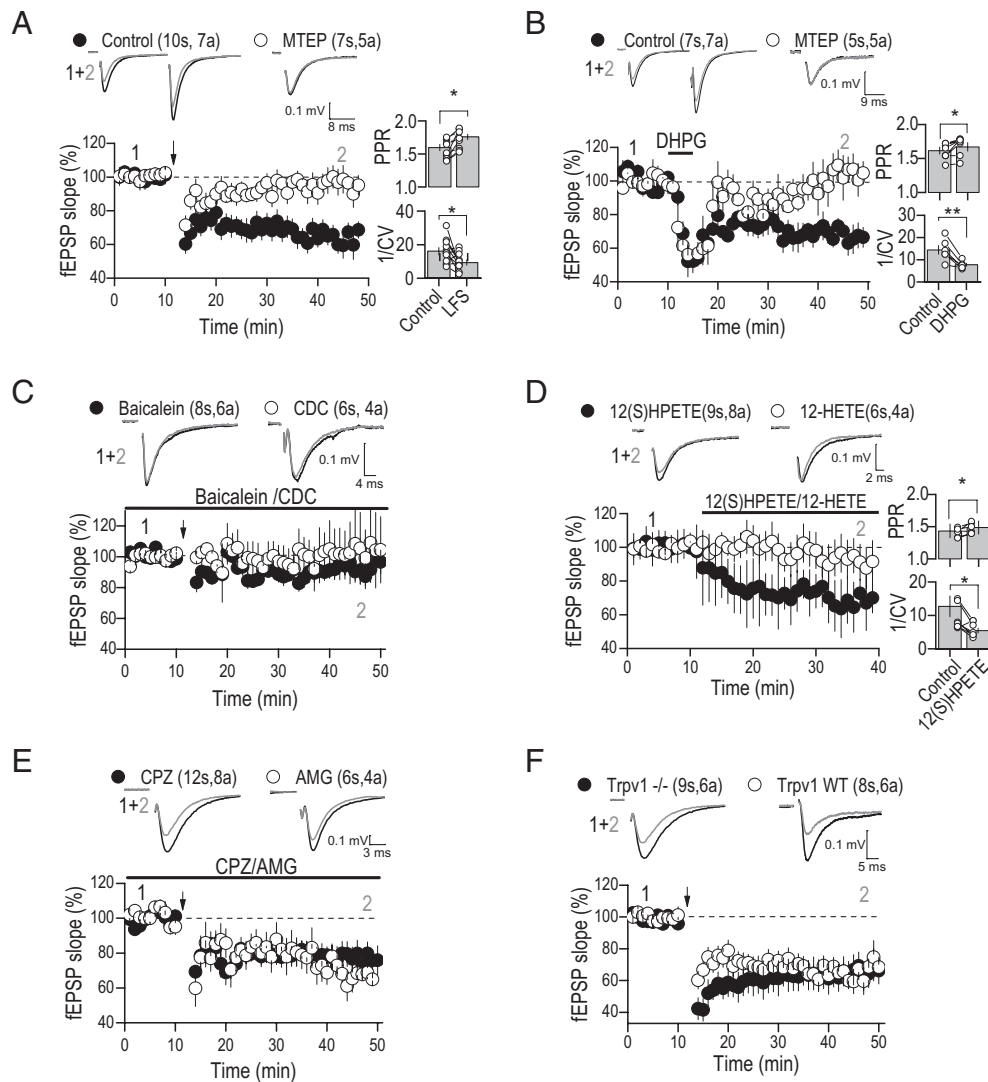 A
Control (10s, 7a)
MTEP (7s,5a)
1+2
0.1 mV
8 ms
fEPSP slope (%)
120
100
80
60
40
1
2
0
10
20
30
40
50
Time (min)
*
PPR
2.0
1.5
1.0
*
1/CV
40
20
0
Control
LFS
B
Control (7s,7a)
MTEP (5s,5a)
1+2
0.1 mV
9 ms
fEPSP slope (%)
120
100
80
60
40
1
DHPG
2
0
10
20
30
40
50
Time (min)
*
PPR
2.0
1.5
1.0
**
1/CV
30
20
10
0
Control
DHPG
C
Baicalein (8s,6a)
CDC (6s, 4a)
1+2
0.1 mV
4 ms
Baicalein /CDC
fEPSP slope (%)
120
100
80
60
40
1
2
0
10
20
30
40
50
Time (min)
D
12(S)HPETE(9s,8a)
12-HETE(6s,4a)
1+2
0.1 mV
2 ms
12(S)HPETE/12-HETE
fEPSP slope (%)
120
100
80
60
40
1
2
0
10
20
30
40
Time (min)
*
PPR
2.0
1.5
1.0
*
1/CV
20
10
0
Control
12(S)HPETE
E
CPZ (12s,8a)
AMG (6s,4a)
1+2
0.1 mV
3 ms
CPZ/AMG
fEPSP slope (%)
120
100
80
60
40
1
2
0
10
20
30
40
50
Time (min)
F
Trpv1 -/- (9s,6a)
Trpv1 WT (8s,6a)
1+2
0.1 mV
5 ms
fEPSP slope (%)
120
100
80
60
40
1
2
0
10
20
30
40
50
Time (min)